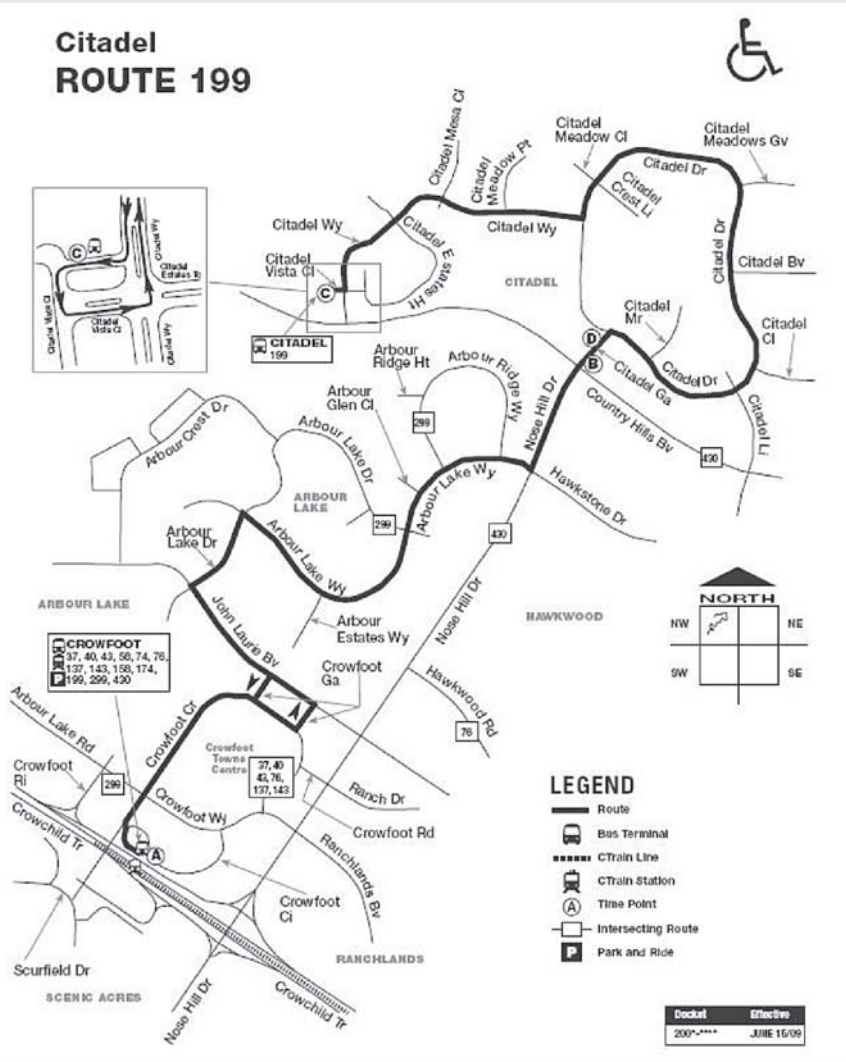 Citadel
ROUTE 199
Citadel Mesa Cl
Citadel
Meadow Pt
Citadel
Meadow Cl
Citadel
Meadows Gv
Citadel Dr
Citadel
Crest Li
Citadel Wy
Citadel Wy
Citadel Estates Ht
Citadel
Vista Cl
C
CITADEL
199
CITADEL
Citadel Dr
Citadel Bv
Citadel
Mr
Citadel
Cl
D
B
Citadel Ga
Citadel Dr
Citadel Li
Country Hills Bv
430
C
Citadel Wy
Citadel
Estates Tr
Citadel Vista Cl
Citadel
Vista Cl
Citadel Wy
Arbour
Ridge Ht
Arbour Ridge Wy
299
Arbour
Glen Cl
Nose Hill Dr
Arbour Crest Dr
Arbour Lake Dr
Arbour Lake Wy
Hawkstone Dr
ARBOUR
LAKE
299
430
Arbour
Lake Dr
Arbour Lake Wy
Nose Hill Dr
ARBOUR LAKE
John Laurie Bv
Arbour
Estates Wy
HAWKWOOD
NORTH
NW
NE
SW
SE
CROWFOOT
37, 40, 43, 58, 74, 76,
137, 143, 158, 174,
P 199, 299, 430
Crowfoot
Ga
Hawkwood Rd
76
Arbour Lake Rd
Crowfoot Cr
Crowfoot
Towne
Centre
37, 40
43, 76,
137, 143
Crowfoot
Ri
299
Ranch Dr
Crowfoot Wy
Crowfoot Rd
Crowchild Tr
A
Ranchlands Bv
Crowfoot
Ci
Scurfield Dr
RANCHLANDS
SCENIC ACRES
Nose Hill Dr
Crowchild Tr
LEGEND
Route
Bus Terminal
CTrain Line
CTrain Station
A Time Point
Intersecting Route
P Park and Ride
Docket
Effective
200*-****
JUNE 15/09